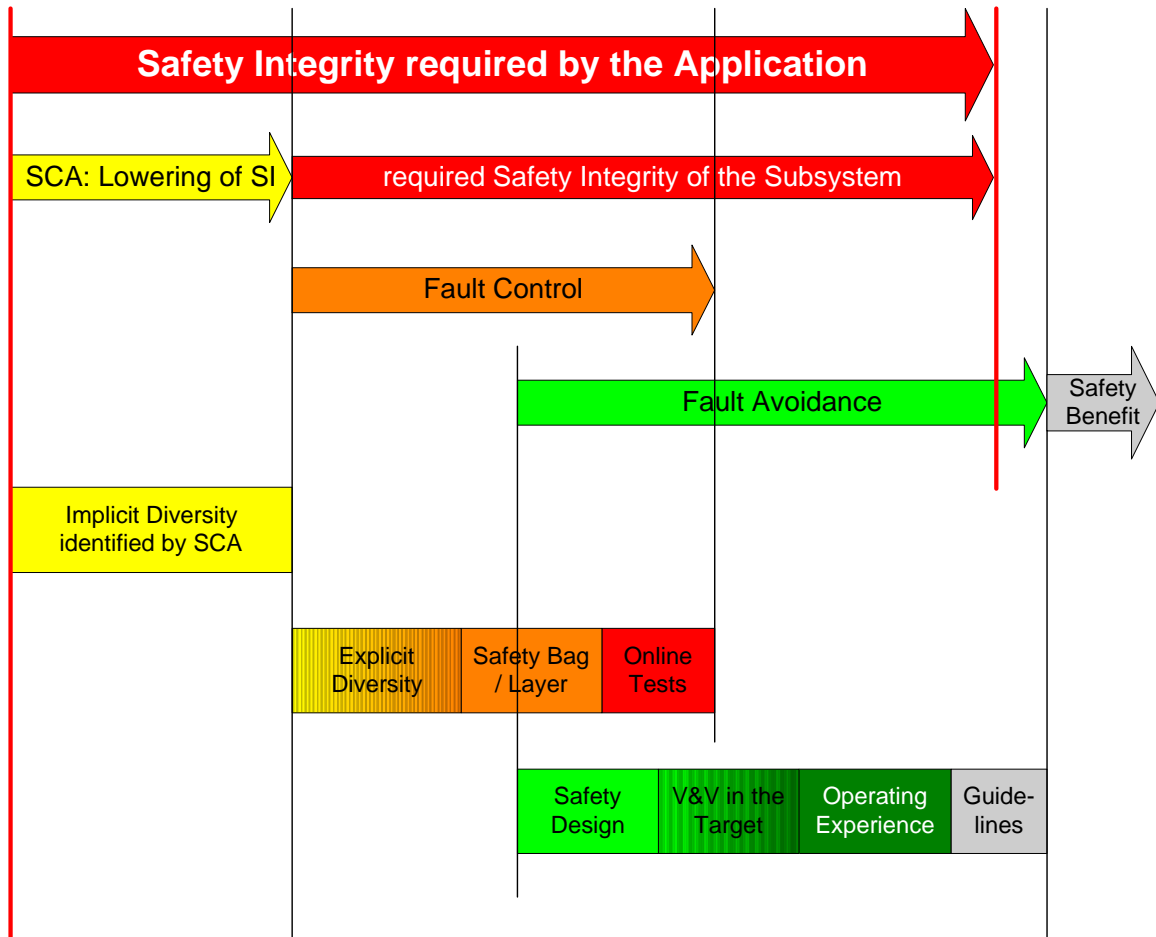 Safety Integrity required by the Application
SCA: Lowering of SI
required Safety Integrity of the Subsystem
Fault Control
Fault Avoidance
Safety
Benefit
Implicit Diversity
identified by SCA
Explicit
Diversity
Safety Bag
/ Layer
Online
Tests
Safety
Design
V&V in the
Target
Operating
Experience
Guide-
lines